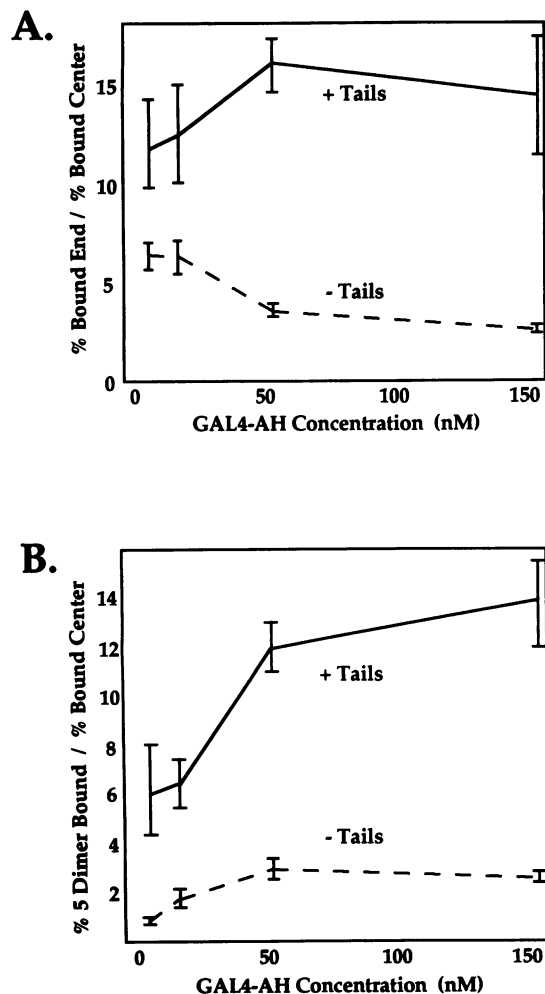 A.
% Bound End / % Bound Center
15
10
5
0
+ Tails
- Tails
0 50 100 150
GAL4-AH Concentration (nM)
B.
% 5 Dimer Bound / % Bound Center
14
12
10
8
6
4
2
+ Tails
- Tails
0 50 100 150
GAL4-AH Concentration (nM)